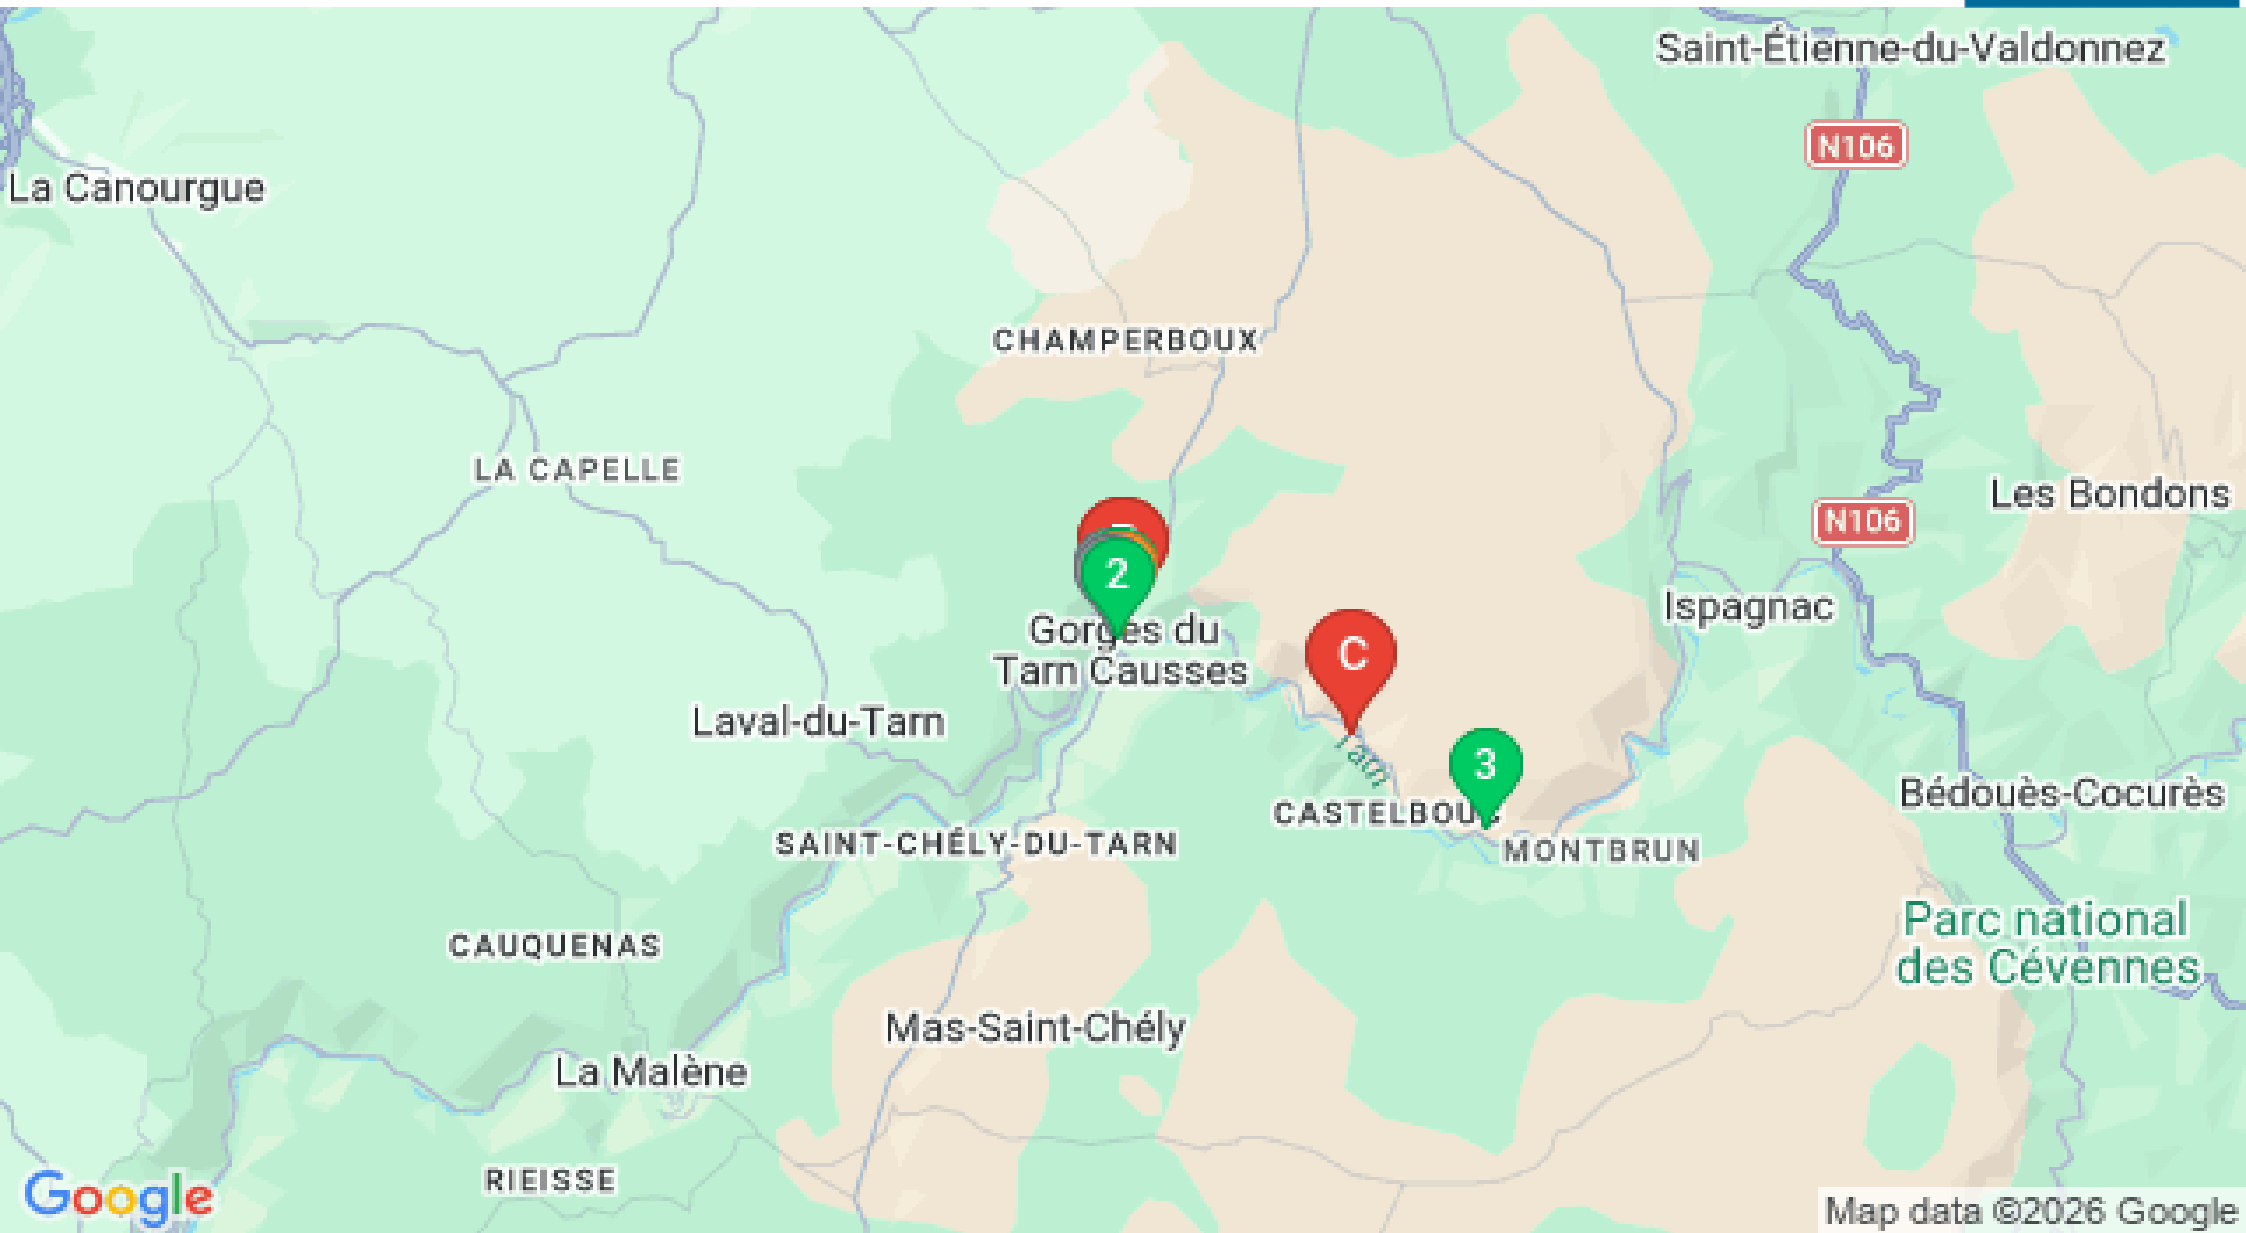 Saint-Étienne-du-Valdonnez
N106
La Canourgue
CHAMPERBOUX
LA CAPELLE
Les Bondons
N106
2
Ispagnac
Gorges du
Tarn Causses
C
Laval-du-Tarn
Tarn
3
Bédouès-Cocurès
CASTELBOUC
SAINT-CHÉLY-DU-TARN
MONTBRUN
Parc national
des Cévennes
CAUQUENAS
Mas-Saint-Chély
La Malène
RIEISSE
Google
Map data ©2026 Google